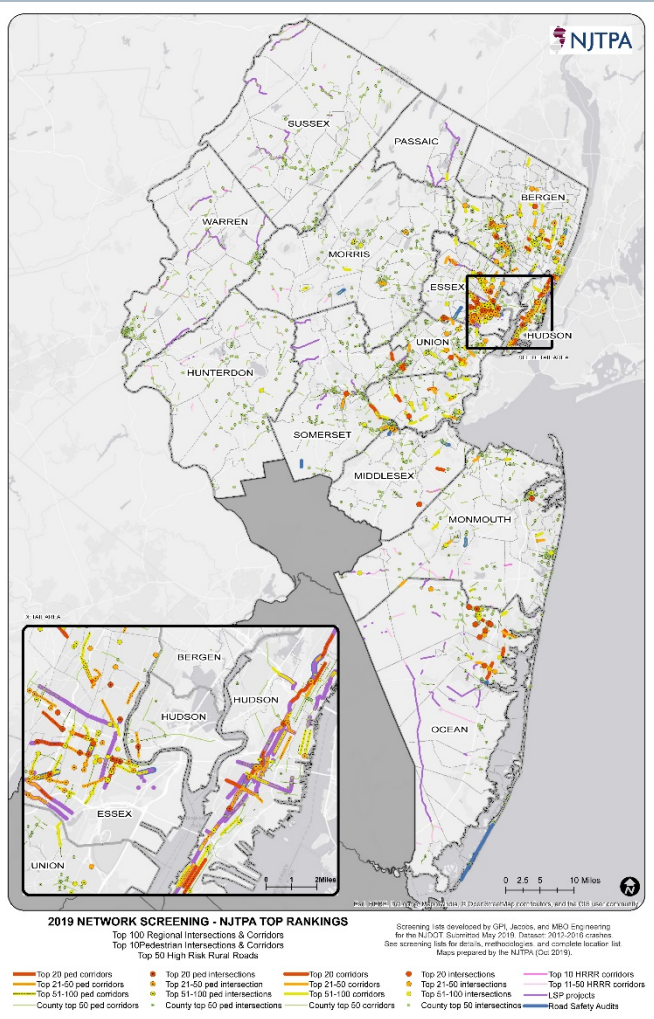 NJTPA
SUSSEX
PASSAIC
BERGEN
WARREN
MORRIS
ESSEX
HUDSON
UNION
HUNTERDON
SOMERSET
MIDDLESEX
MONMOUTH
OCEAN
BERGEN
HUDSON
HUDSON
ESSEX
UNION
0 1 2Miles
0 2.5 5 10 Miles
2019 NETWORK SCREENING - NJTPA TOP RANKINGS
Top 100 Regional Intersections & Corridors
Top 10Pedestrian Intersections & Corridors
Top 50 High Risk Rural Roads
Screening lists developed by GPI, Jacobs, and MBO Engineering
for the NJDOT. Submitted May 2019. Dataset: 2012-2016 crashes.
See screening lists for details, methodologies and complete location list
Maps prepared by the NJTPA (Oct 2019).
Top 20 ped corridors
Top 21-50 ped corridors
Top 51-100 ped corridors
County top 50 ped corridors
Top 20 ped intersections
Top 21-50 ped intersection
Top 51-100 ped intersections
County top 50 ped intersections
Top 20 corridors
Top 21-50 corridors
Top 51-100 corridors
County top 50 corridors
Top 20 intersections
Top 21-50 intersections
Top 51-100 intersections
County top 50 intersections
Top 10 HRRR corridors
Top 11-50 HRRR corridors
LSP projects
Road Safety Audits